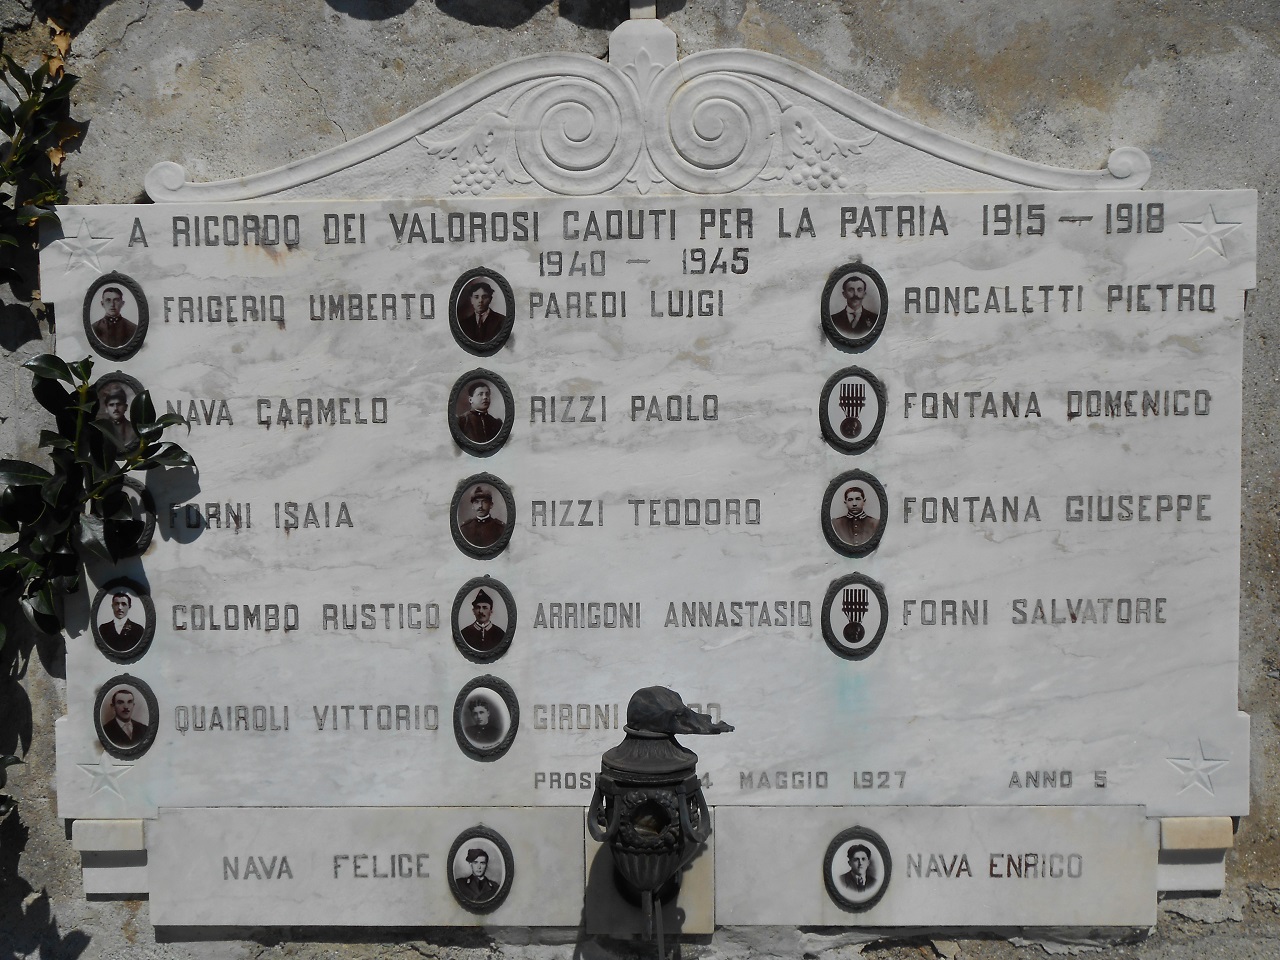 A RICORDO DEI VALOROSI CADUTI PER LA PATRIA 1915 - 1918
1940 - 1945
FRIGERIO UMBERTO PAREDI LUIGI RONCALETTI PIETRO
NAVA CARMELO RIZZI PAOLO FONTANA DOMENICO
FORNI ISAIA RIZZI TEODORO FONTANA GIUSEPPE
COLOMBO RUSTICO ARRIGONI ANNASTASIO FORNI SALVATORE
QUAIROLI VITTORIO GIRONI
MAGGIO 1927 ANNO 5
NAVA FELICE NAVA ENRICO